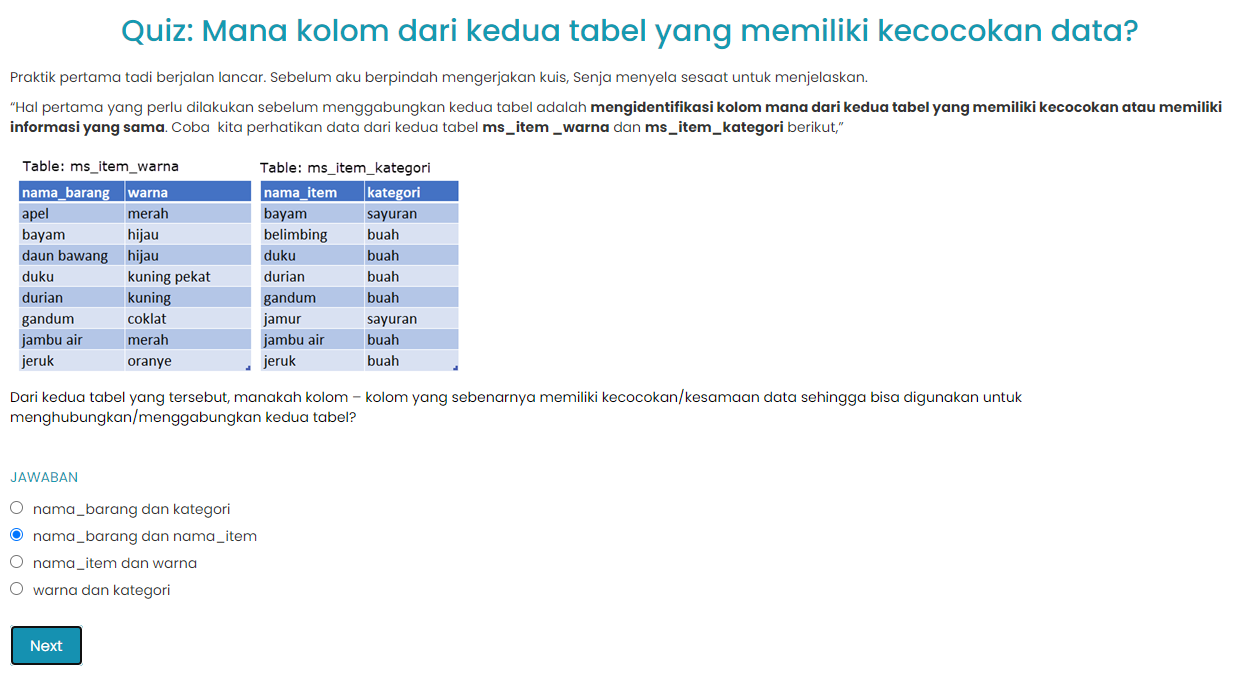 Quiz: Mana kolom dari kedua tabel yang memiliki kecocokan data?
Praktik pertama tadi berjalan lancar. Sebelum aku berpindah mengerjakan kuis, Senja menyela sesaat untuk menjelaskan.
“Hal pertama yang perlu dilakukan sebelum menggabungkan kedua tabel adalah mengidentifikasi kolom mana dari kedua tabel yang memiliki kecocokan atau memiliki
informasi yang sama. Coba kita perhatikan data dari kedua tabel ms_item _warna dan ms_item_kategori berikut,”
Table: ms_item_warna
nama_barang warna
apel merah
bayam hijau
daun bawang hijau
duku kuning pekat
durian kuning
gandum coklat
jambu air merah
jeruk oranye
Table: ms_item_kategori
nama_item kategori
bayam sayuran
belimbing buah
duku buah
durian buah
gandum buah
jamur sayuran
jambu air buah
jeruk buah
Dari kedua tabel yang tersebut, manakah kolom – kolom yang sebenarnya memiliki kecocokan/kesamaan data sehingga bisa digunakan untuk
menghubungkan/menggabungkan kedua tabel?
JAWABAN
nama_barang dan kategori
nama_barang dan nama_item
nama_item dan warna
warna dan kategori
Next